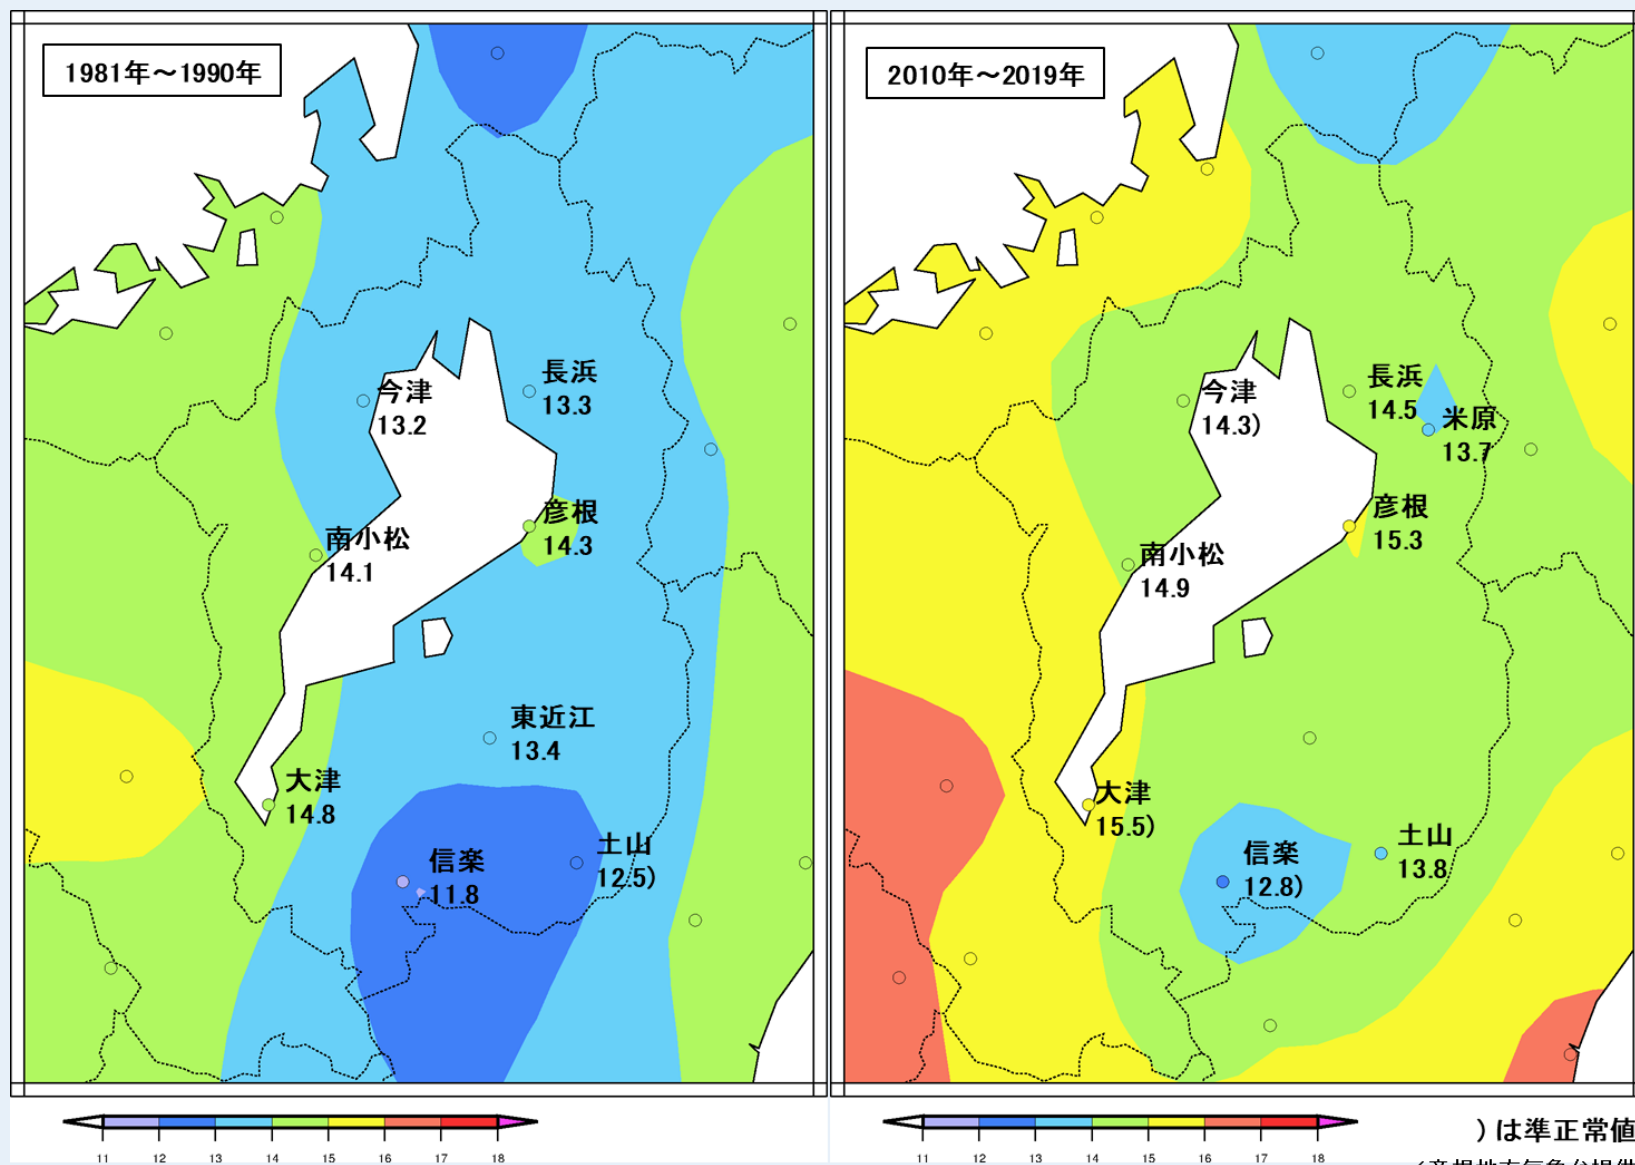 1981年～1990年
今津
13.2
長浜
13.3
彦根
14.3
南小松
14.1
東近江
13.4
大津
14.8
信楽
11.8
土山
12.5)
11 12 13 14 15 16 17 18
2010年～2019年
今津
14.3)
長浜
14.5
米原
13.7
彦根
15.3
南小松
14.9
大津
15.5)
信楽
12.8)
土山
13.8
11 12 13 14 15 16 17 18
)は準正常値